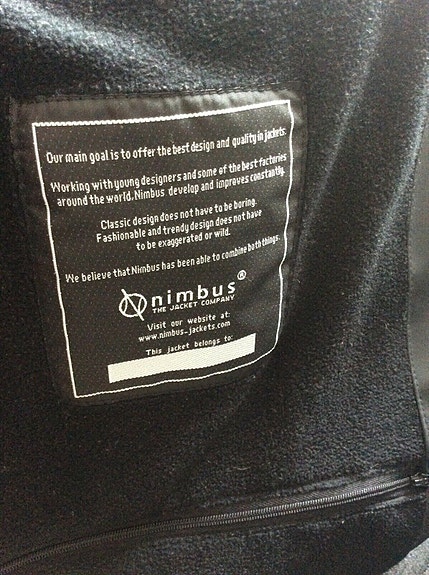 Our main goal is to offer the best design and quality in jackets.
Working with young designers and some of the best factories
around the world, Nimbus develop and improves constantly.
Classic design does not have to be boring.
Fashionable and trendy design does not have
to be exaggerated or wild.
We believe that Nimbus has been able to combine both things.
nimbus®
THE JACKET COMPANY
Visit our website at:
www.nimbus-jackets.com
This jacket belongs to: